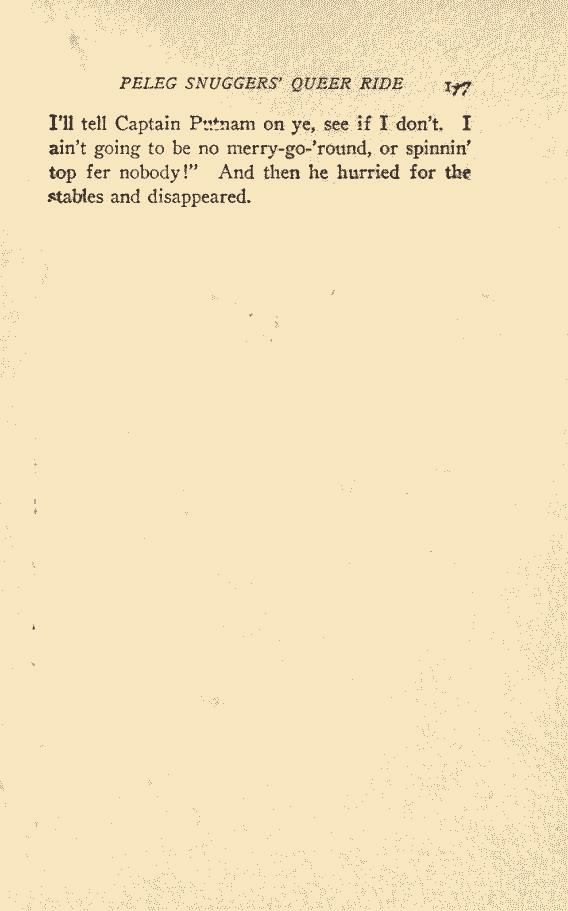 PELEG SNUGGERS' QUEER RIDE
I'll tell Captain Putnam on ye, see if I don't. I
ain't going to be no merry-go-'round, or spinnin'
top fer nobody!" And then he hurried for the
stables and disappeared.